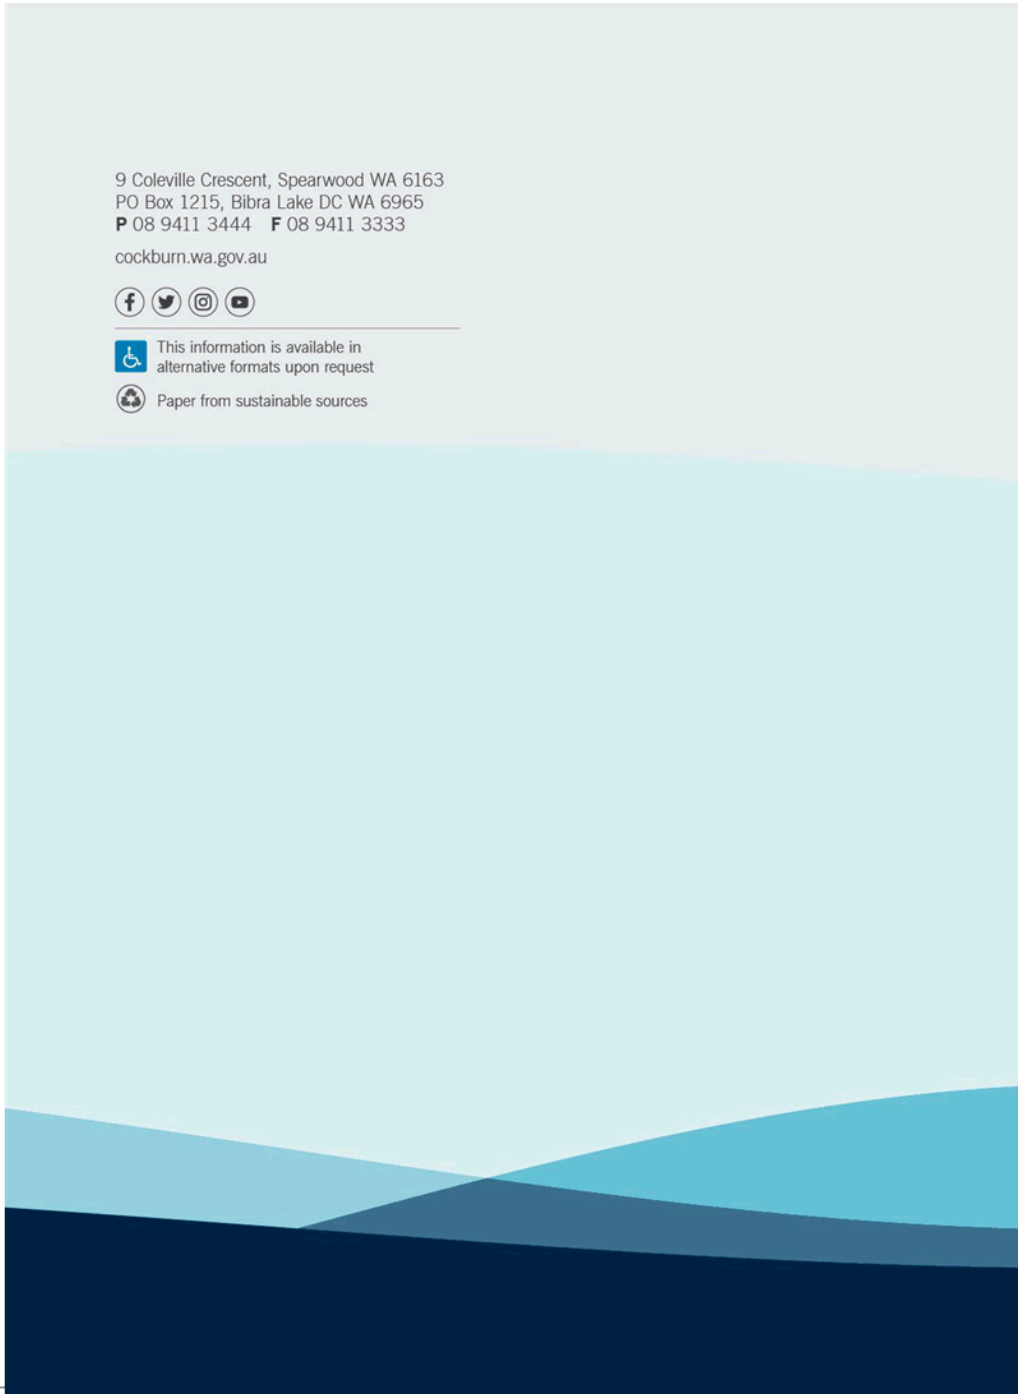 9 Coleville Crescent, Spearwood WA 6163
PO Box 1215, Bibra Lake DC WA 6965
P 08 9411 3444 F 08 9411 3333
cockburn.wa.gov.au
This information is available in
alternative formats upon request
Paper from sustainable sources